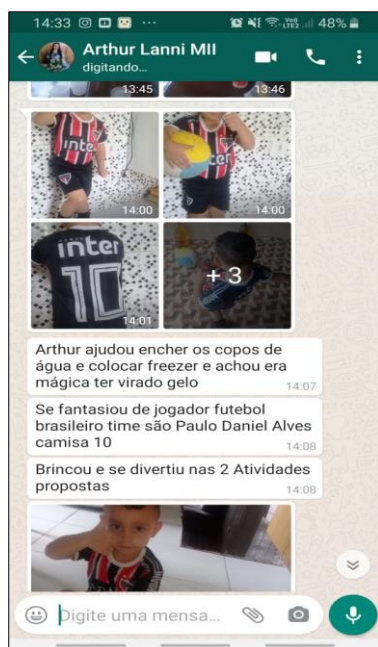 14:33
48%
Arthur Lanni MII
digitando...
13:45
13:46
inter
14:00
inter
14:00
inter
10
14:01
+ 3
Arthur ajudou encher os copos de
água e colocar freezer e achou era
mágica ter virado gelo
14:07
Se fantasiou de jogador futebol
brasileiro time são Paulo Daniel Alves
camisa 10
14:08
Brincou e se divertiu nas 2 Atividades
propostas
14:08
Digite uma mensa...